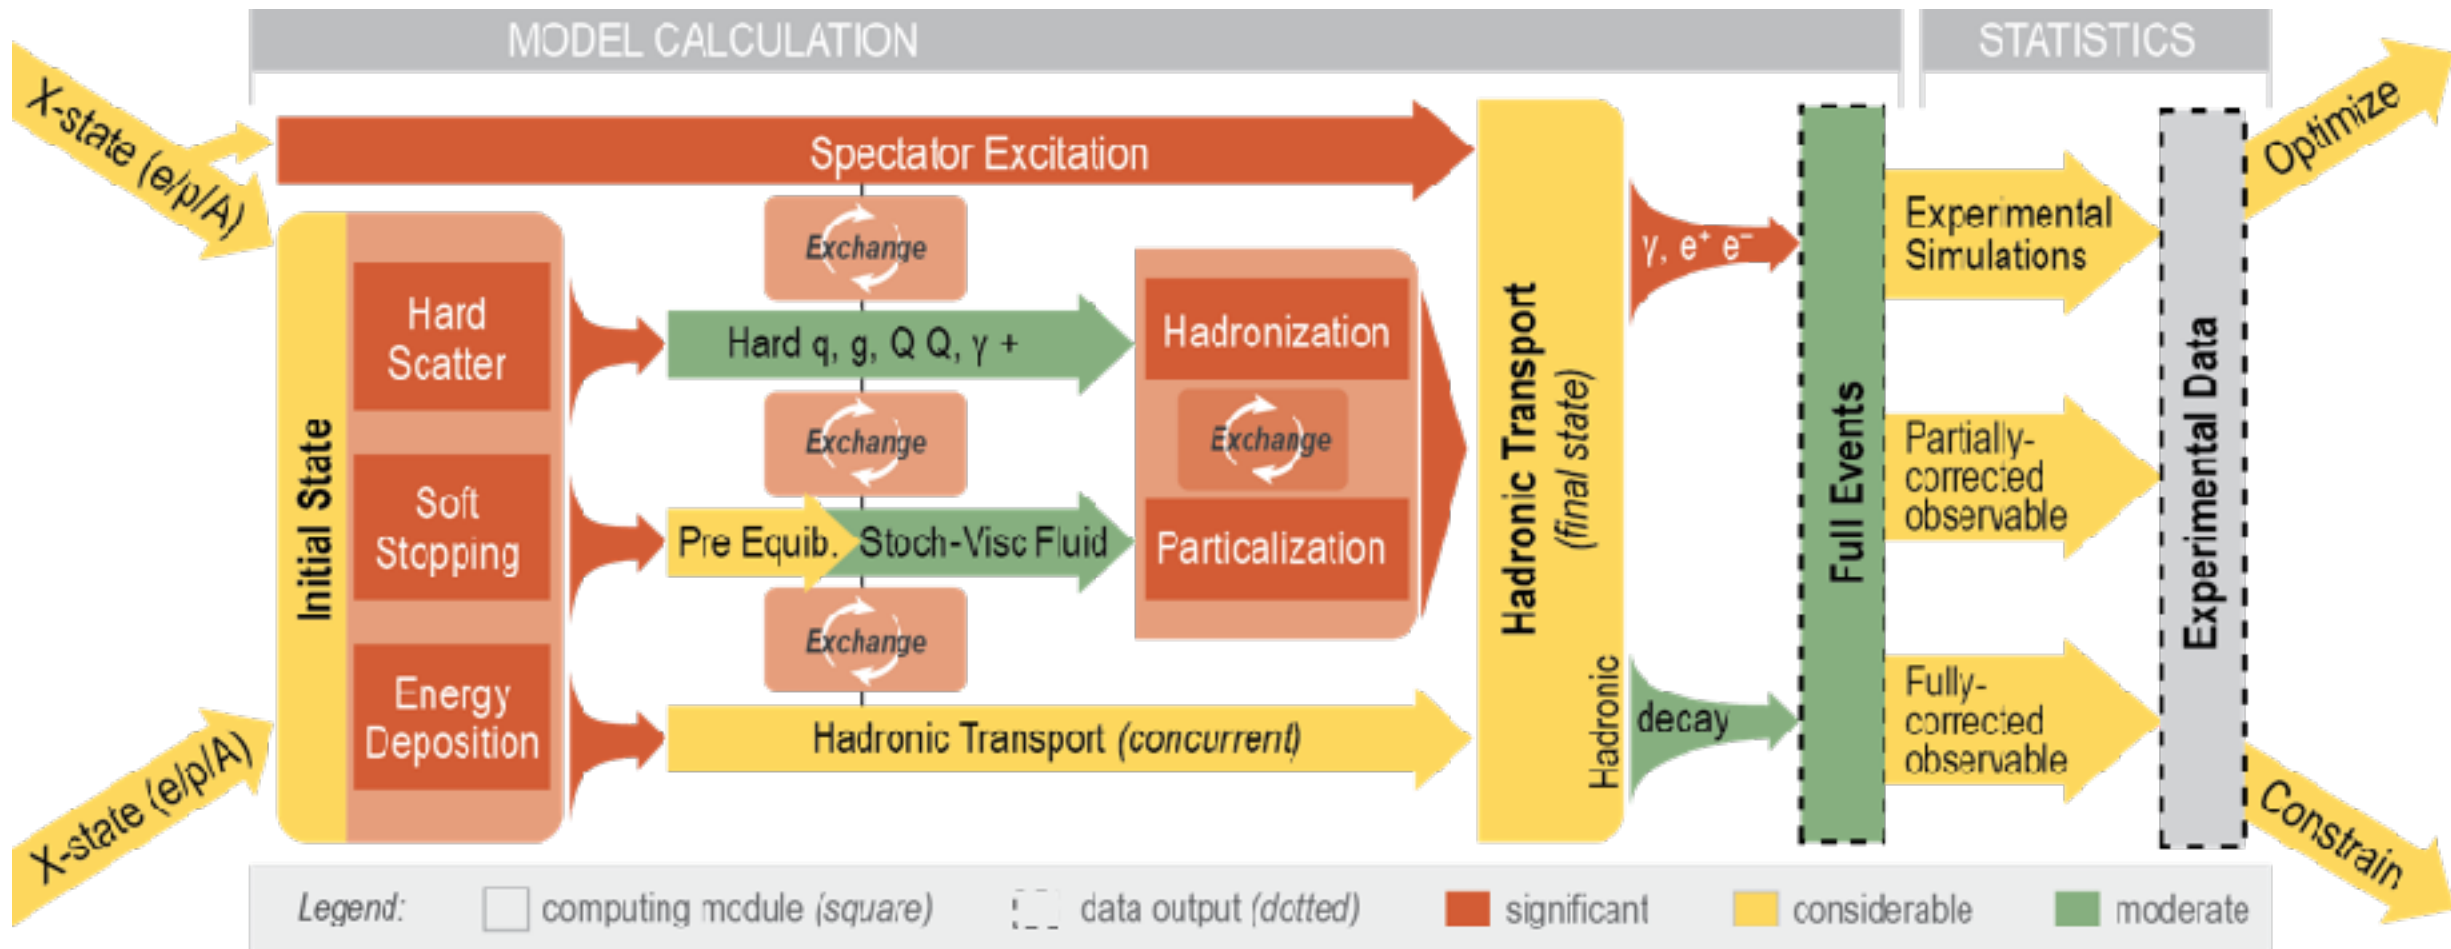 MODEL CALCULATION
STATISTICS
X-state (e/p/A)
X-state (e/p/A)
Initial State
Hard
Scatter
Soft
Stopping
Energy
Deposition
Spectator Excitation
Exchange
Hard q, g, Q Q, γ +
Exchange
Pre Equib.
Stoch-Visc Fluid
Exchange
Hadronic Transport (concurrent)
Hadronization
Exchange
Particalization
Hadronic Transport
(final state)
γ, e⁺ e⁻
Hadronic
decay
Full Events
Experimental
Simulations
Partially-
corrected
observable
Fully-
corrected
observable
Experimental Data
Optimize
Constrain
Legend:
computing module (square)
data output (dotted)
significant
considerable
moderate